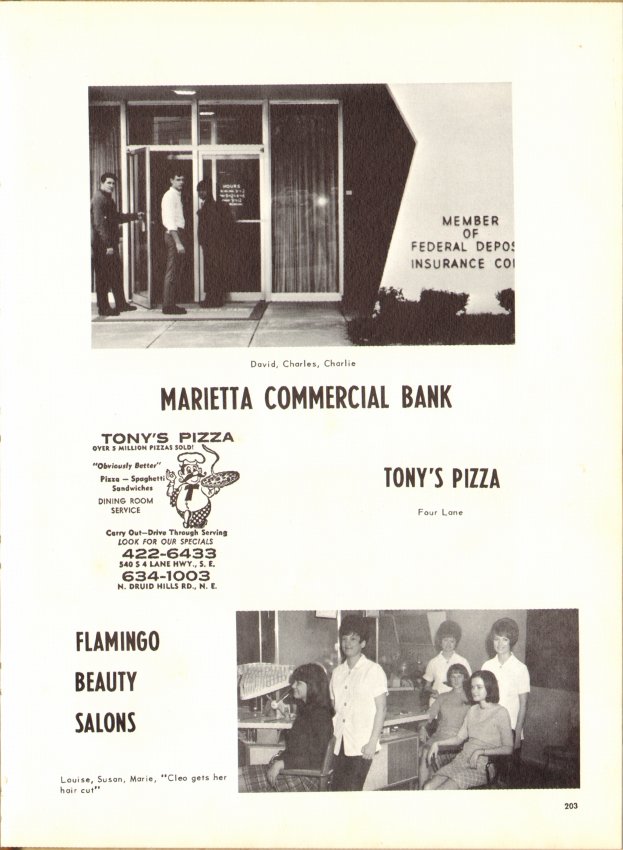 HOURS
MEMBER
OF
FEDERAL DEPOS
INSURANCE CO
David, Charles, Charlie
MARIETTA COMMERCIAL BANK
TONY'S PIZZA
OVER 5 MILLION PIZZAS SOLD!
"Obviously Better"
Pizza — Spaghetti
Sandwiches
DINING ROOM
SERVICE
Carry Out—Drive Through Serving
LOOK FOR OUR SPECIALS
422-6433
540 S 4 LANE HWY., S. E.
634-1003
N. DRUID HILLS RD., N. E.
TONY'S PIZZA
Four Lane
FLAMINGO
BEAUTY
SALONS
Louise, Susan, Marie, "Cleo gets her
hair cut"
203